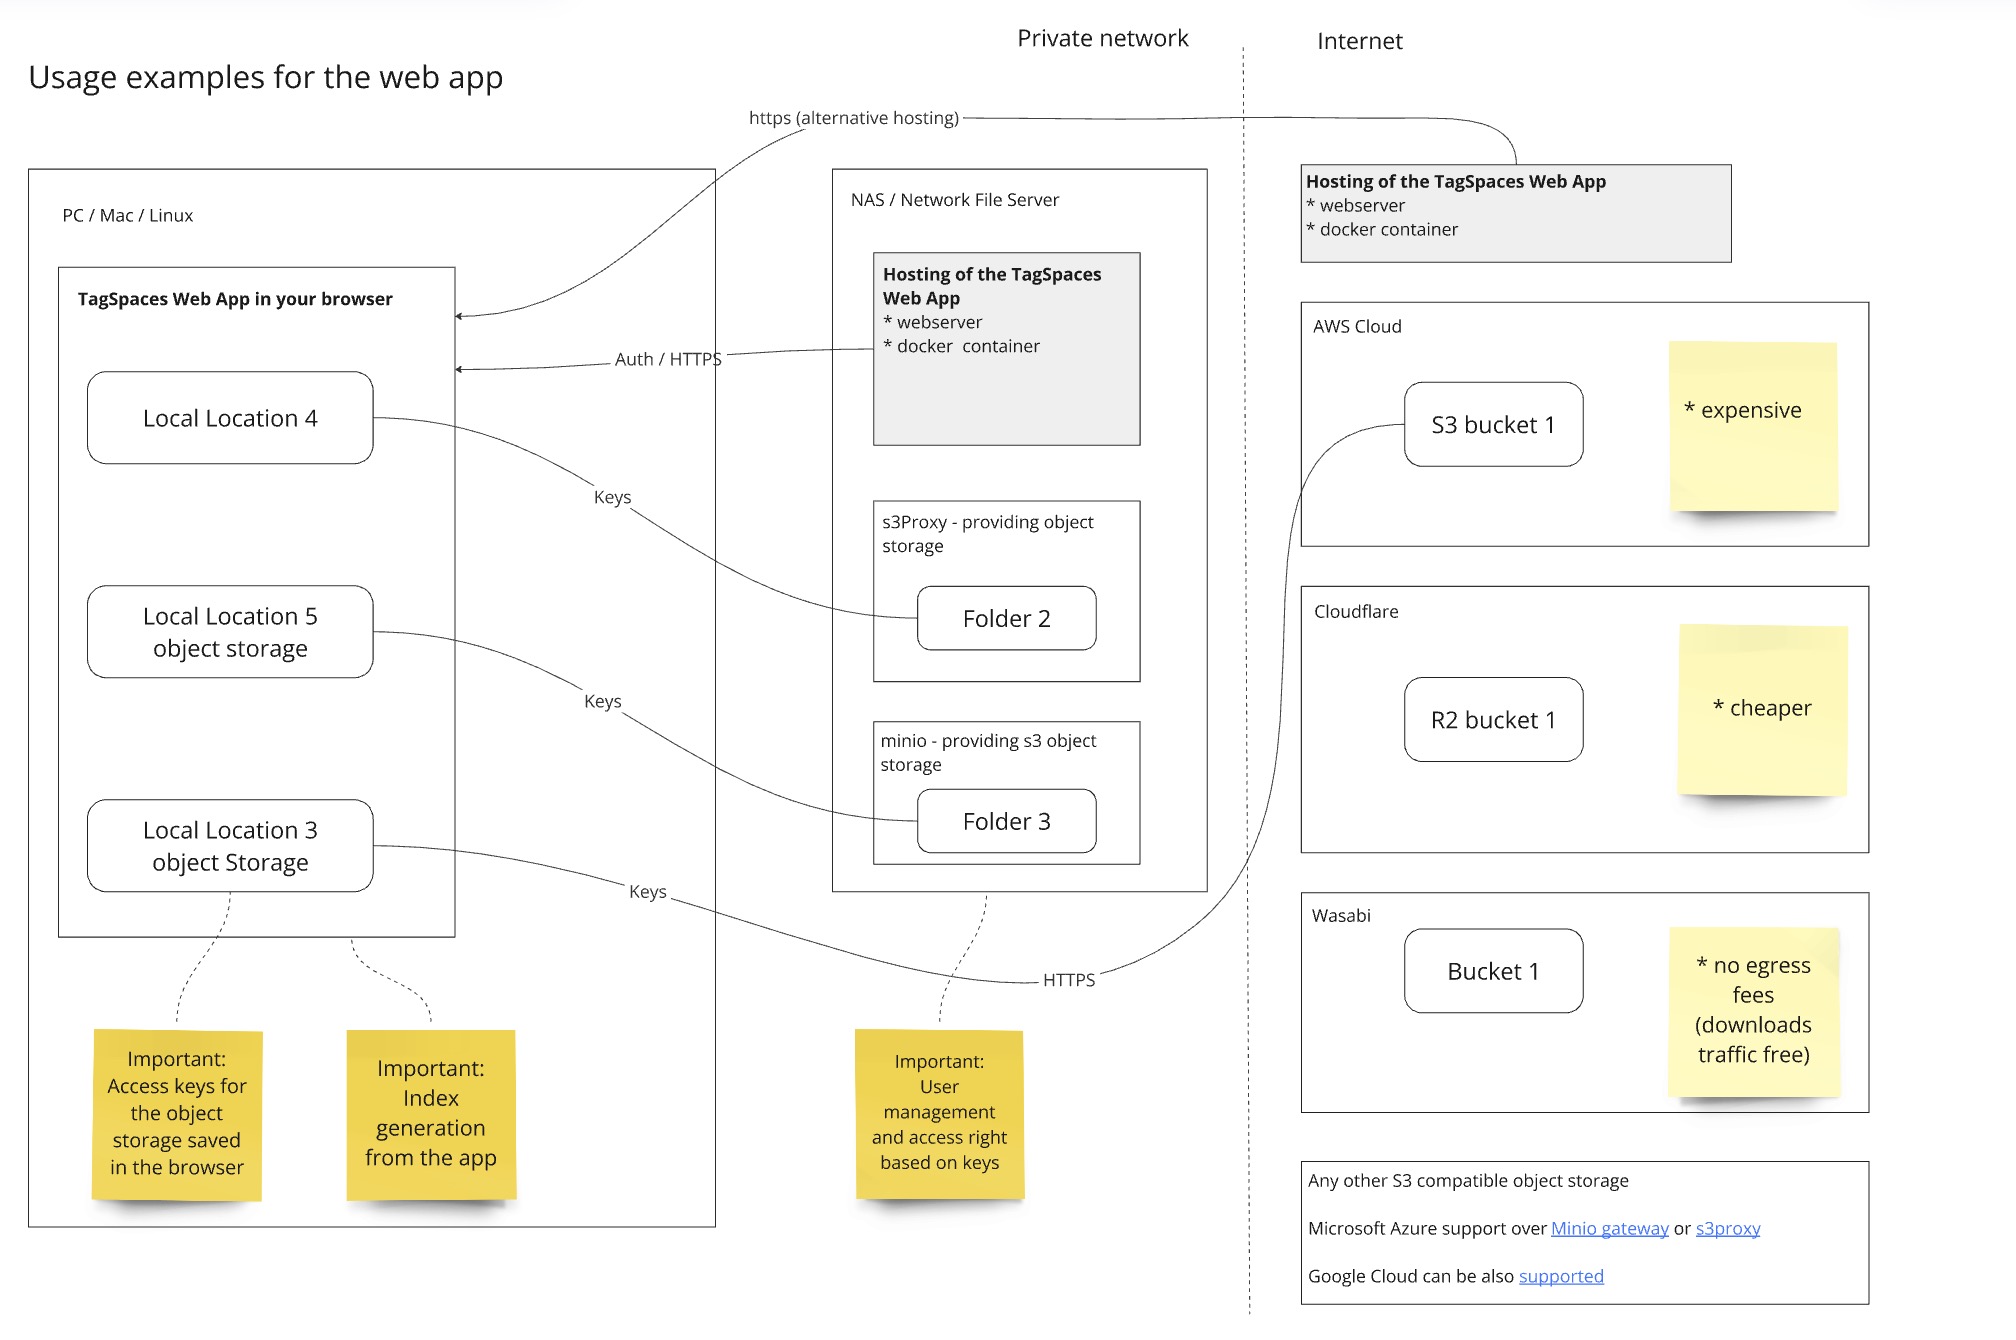 Private network
Internet
Usage examples for the web app
https (alternative hosting)
PC / Mac / Linux
TagSpaces Web App in your browser
Auth / HTTPS
Local Location 4
Keys
Local Location 5
object storage
Keys
Local Location 3
object Storage
Keys
HTTPS
Important:
Access keys for
the object
storage saved
in the browser
Important:
Index
generation
from the app
NAS / Network File Server
Hosting of the TagSpaces
Web App
* webserver
* docker  container
s3Proxy - providing object
storage
Folder 2
minio - providing s3 object
storage
Folder 3
Important:
User
management
and access right
based on keys
Hosting of the TagSpaces Web App
* webserver
* docker container
AWS Cloud
S3 bucket 1
* expensive
Cloudflare
R2 bucket 1
* cheaper
Wasabi
Bucket 1
* no egress
fees
(downloads
traffic free)
Any other S3 compatible object storage
Microsoft Azure support over Minio gateway or s3proxy
Google Cloud can be also supported